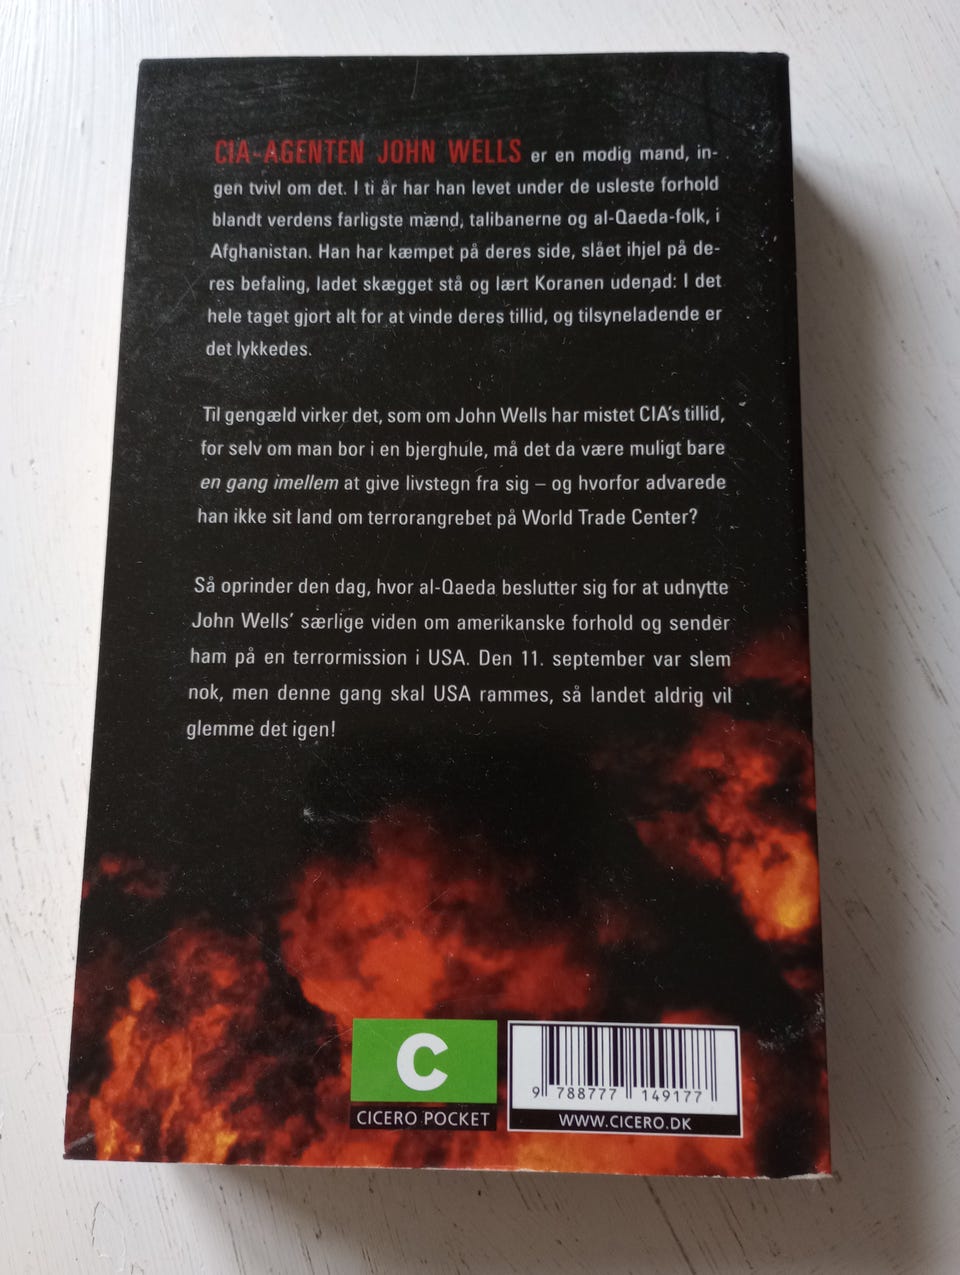 CIA-AGENTEN JOHN WELLS er en modig mand, in-
gen tvivl om det. I ti år har han levet under de usleste forhold
blandt verdens farligste mænd, talibanerne og al-Qaeda-folk, i
Afghanistan. Han har kæmpet på deres side, slået ihjel på de-
res befaling, ladet skægget stå og lært Koranen udenad: I det
hele taget gjort alt for at vinde deres tillid, og tilsyneladende er
det lykkedes.
Til gengæld virker det, som om John Wells har mistet CIA's tillid,
for selv om man bor i en bjerghule, må det da være muligt bare
en gang imellem at give livstegn fra sig – og hvorfor advarede
han ikke sit land om terrorangrebet på World Trade Center?
Så oprinder den dag, hvor al-Qaeda beslutter sig for at udnytte
John Wells' særlige viden om amerikanske forhold og sender
ham på en terrormission i USA. Den 11. september var slem
nok, men denne gang skal USA rammes, så landet aldrig vil
glemme det igen!
C
CICERO POCKET
9 788777 149177
WWW.CICERO.DK